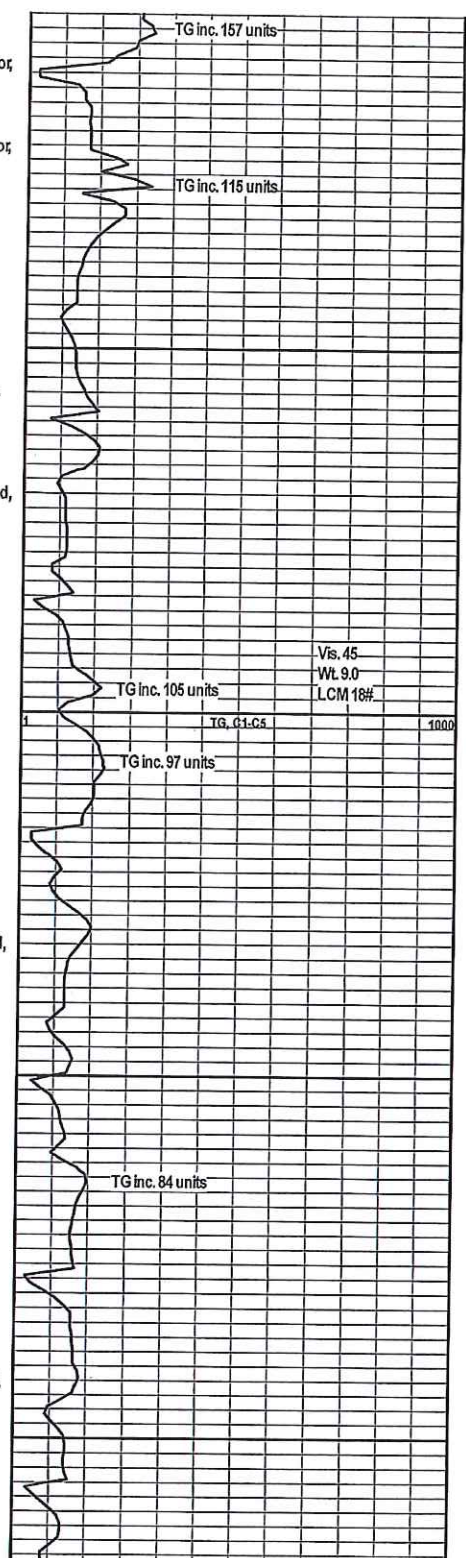 TG inc. 157 units
or,
or,
TG inc. 115 units
d,
Vis. 45
Wt. 9.0
LCM 18#
TG inc. 105 units
1 TG, C1-C5 1000
TG inc. 97 units
TG inc. 84 units